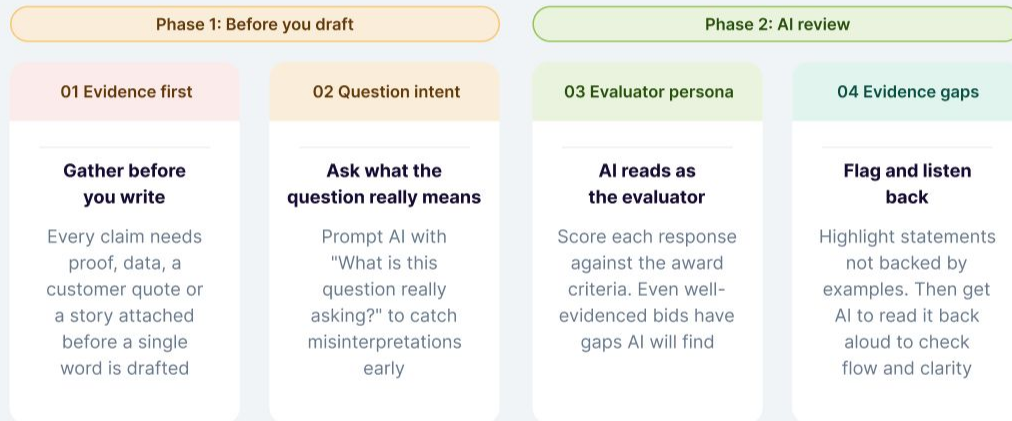 Phase 1: Before you draft
Phase 2: AI review
01 Evidence first
Gather before
you write
Every claim needs
proof, data, a
customer quote or
a story attached
before a single
word is drafted
02 Question intent
Ask what the
question really means
Prompt AI with
"What is this
question really
asking?" to catch
misinterpretations
early
03 Evaluator persona
AI reads as
the evaluator
Score each response
against the award
criteria. Even well-
evidenced bids have
gaps AI will find
04 Evidence gaps
Flag and listen
back
Highlight statements
not backed by
examples. Then get
AI to read it back
aloud to check
flow and clarity